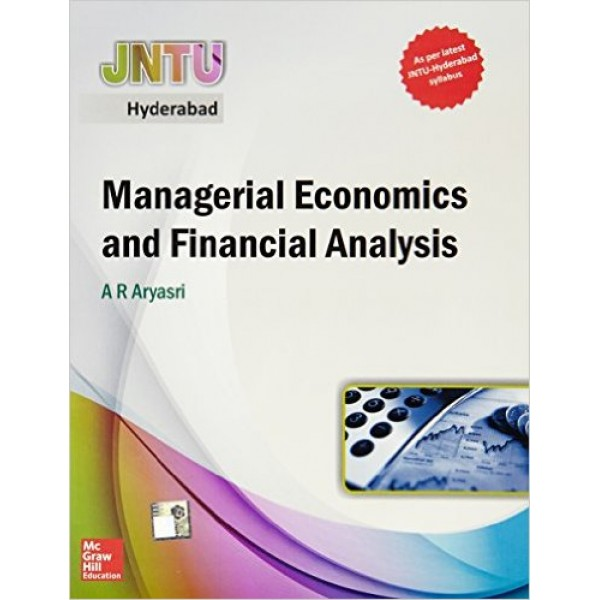 JNTU
Hyderabad
As per latest
JNTU-Hyderabad
syllabus
Managerial Economics
and Financial Analysis
A R Aryasri
Mc
Graw
Hill
Education